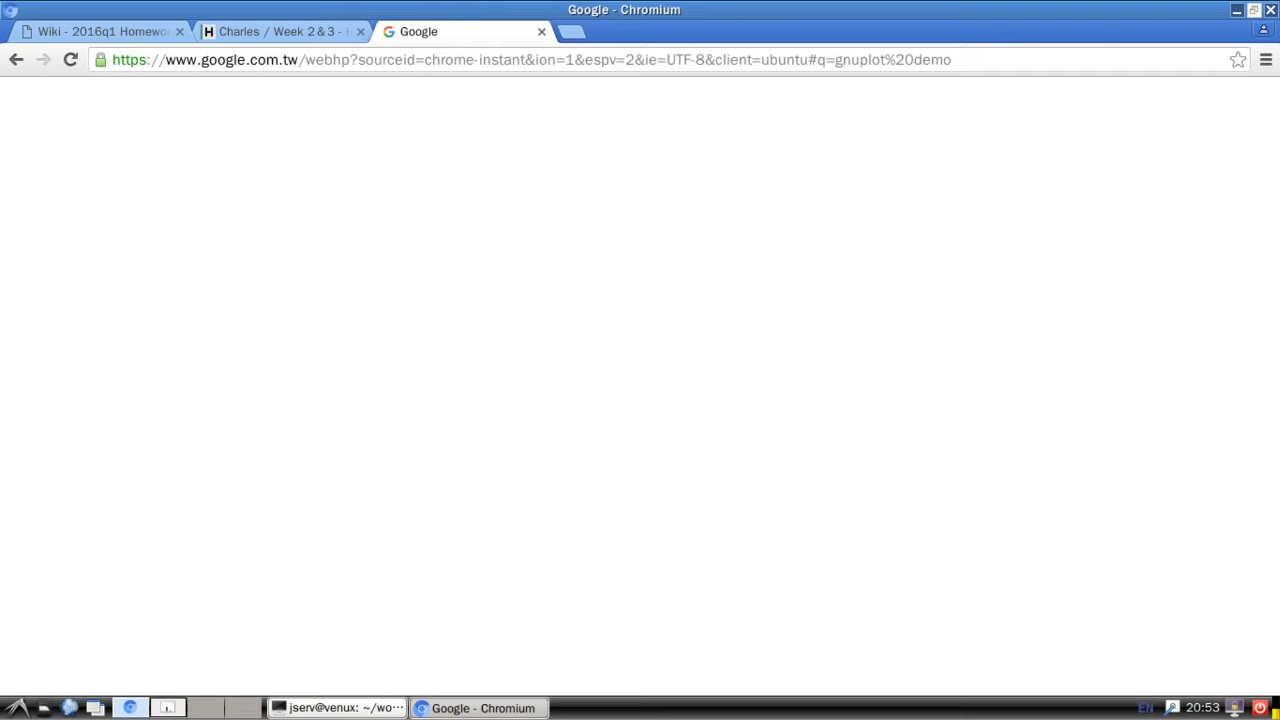 Google - Chromium
Wiki - 2016q1 Homewo
H Charles / Week 2 & 3 -
Google
https://www.google.com.tw/webhp?sourceid=chrome-instant&ion=1&espv=2&ie=UTF-8&client=ubuntu#q=gnuplot%20demo
jserv@venux: ~/wo···
Google - Chromium
EN
20:53